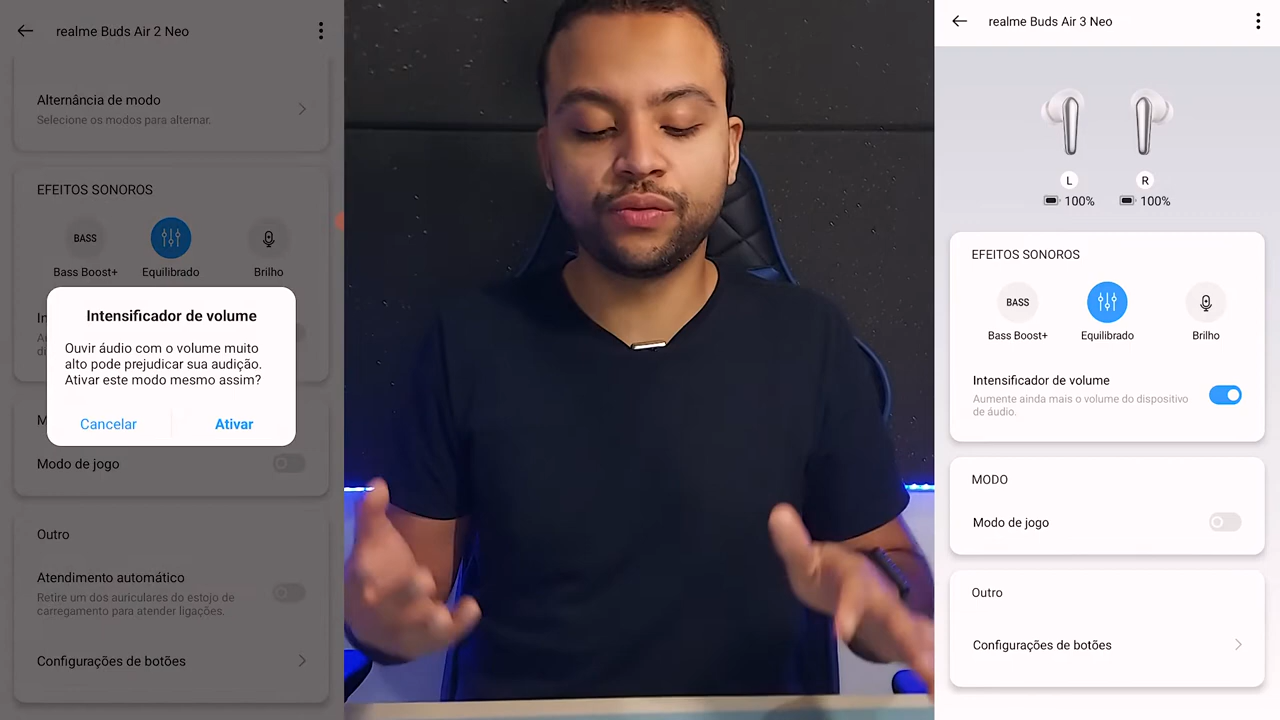 realme Buds Air 2 Neo
Alternância de modo
Selecione os modos para alternar.
EFEITOS SONOROS
BASS
Bass Boost+
Equilibrado
Brilho
Intensificador de volume
Ouvir áudio com o volume muito
alto pode prejudicar sua audição.
Ativar este modo mesmo assim?
Cancelar
Ativar
Modo de jogo
Outro
Atendimento automático
Retire um dos auriculares do estojo de
carregamento para atender ligações.
Configurações de botões
realme Buds Air 3 Neo
L
R
100%
100%
EFEITOS SONOROS
BASS
Bass Boost+
Equilibrado
Brilho
Intensificador de volume
Aumente ainda mais o volume do dispositivo
de áudio.
MODO
Modo de jogo
Outro
Configurações de botões